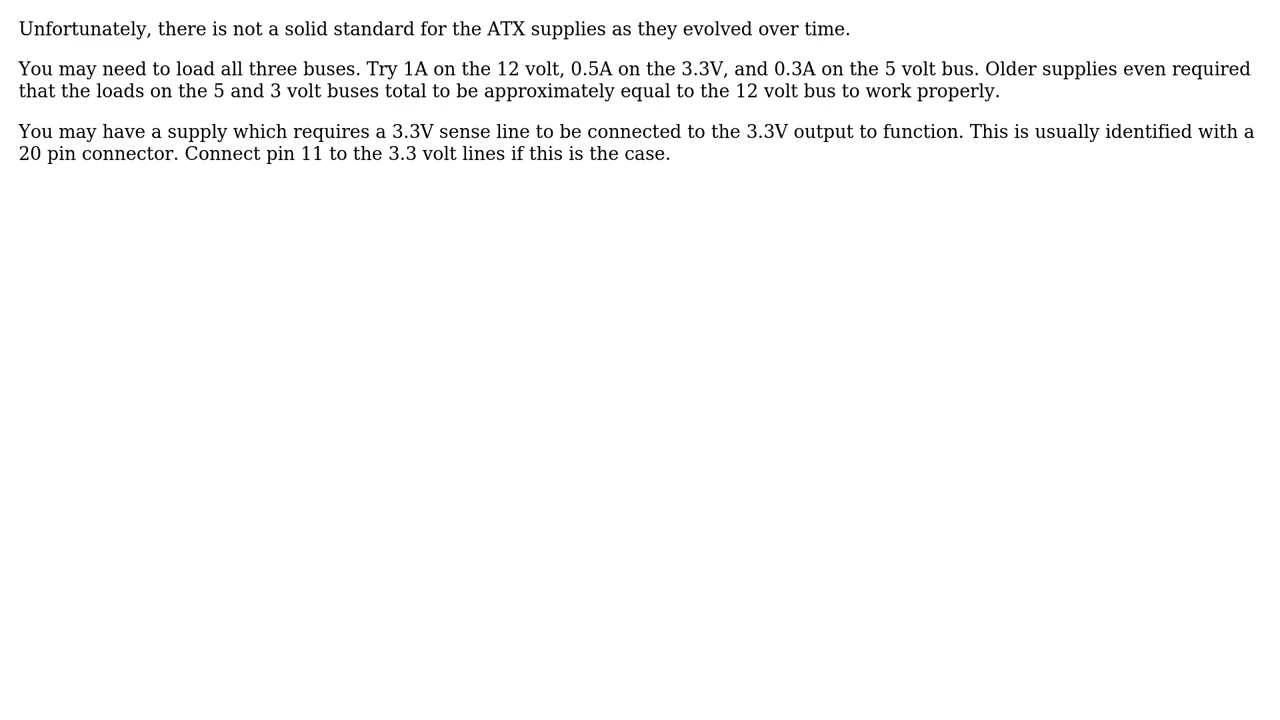 Unfortunately, there is not a solid standard for the ATX supplies as they evolved over time.
You may need to load all three buses. Try 1A on the 12 volt, 0.5A on the 3.3V, and 0.3A on the 5 volt bus. Older supplies even required
that the loads on the 5 and 3 volt buses total to be approximately equal to the 12 volt bus to work properly.
You may have a supply which requires a 3.3V sense line to be connected to the 3.3V output to function. This is usually identified with a
20 pin connector. Connect pin 11 to the 3.3 volt lines if this is the case.